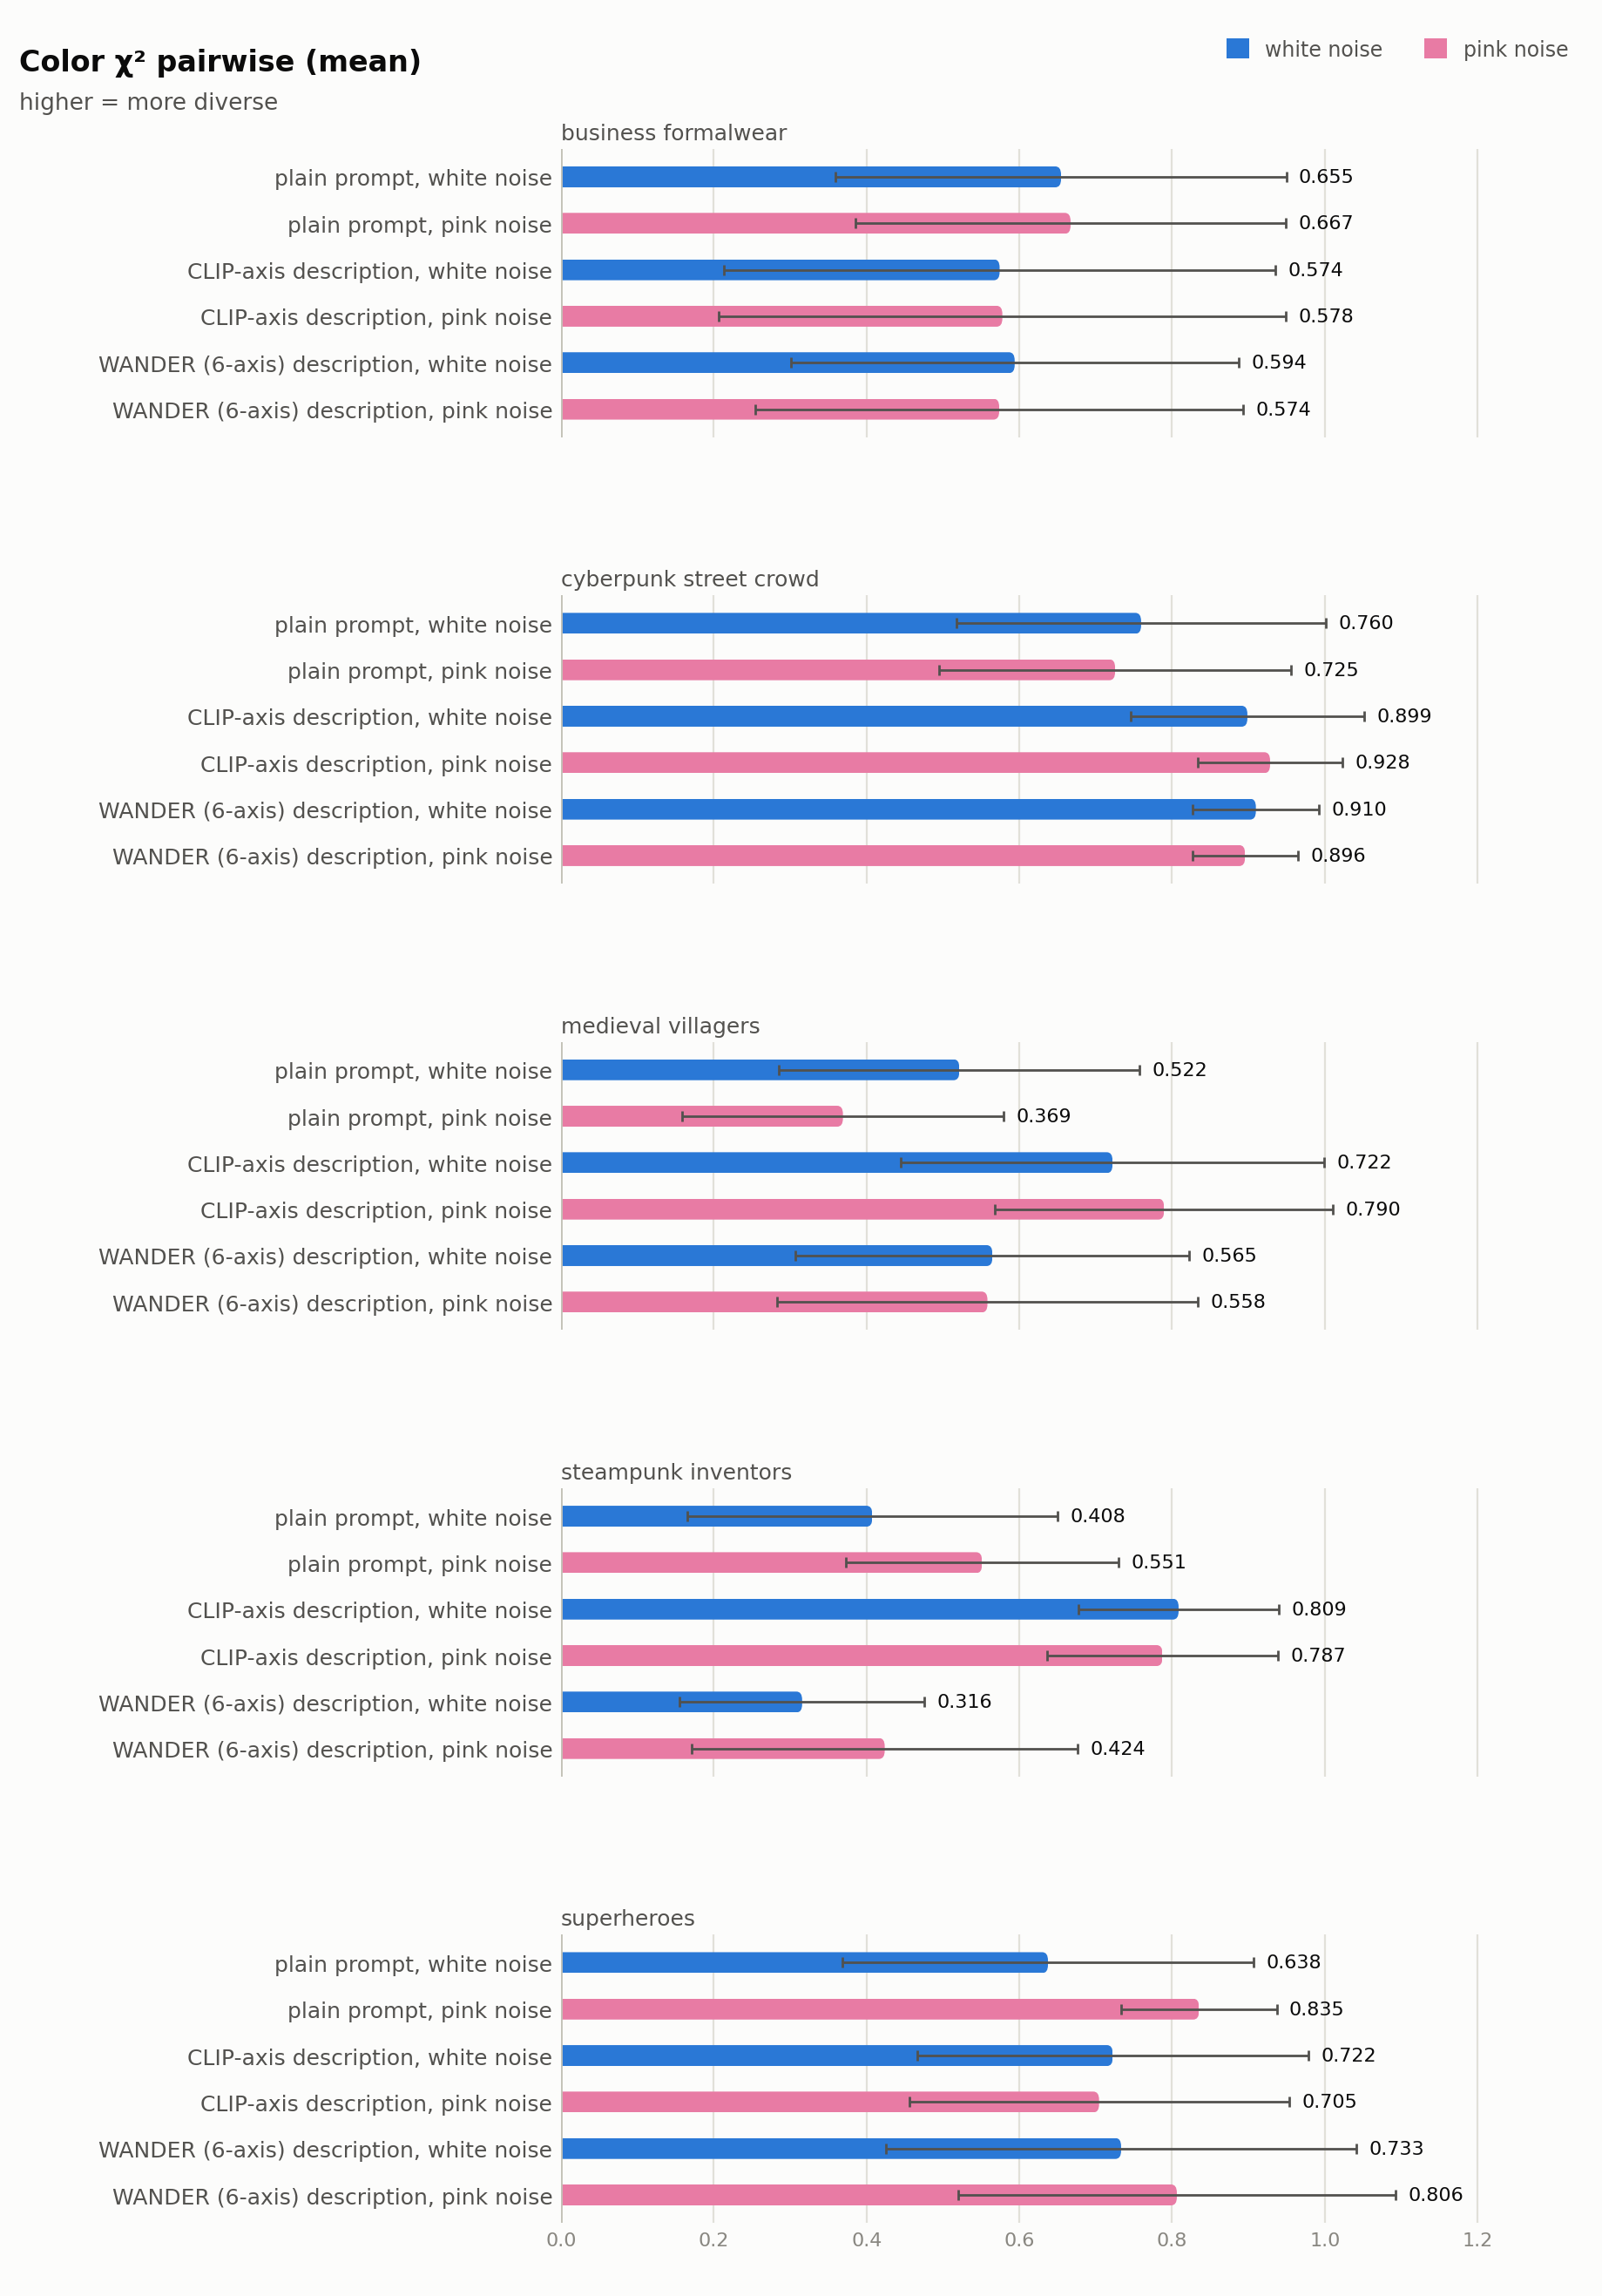 Color χ² pairwise (mean)
white noise
pink noise
higher = more diverse
business formalwear
plain prompt, white noise 0.655
plain prompt, pink noise 0.667
CLIP-axis description, white noise 0.574
CLIP-axis description, pink noise 0.578
WANDER (6-axis) description, white noise 0.594
WANDER (6-axis) description, pink noise 0.574
cyberpunk street crowd
plain prompt, white noise 0.760
plain prompt, pink noise 0.725
CLIP-axis description, white noise 0.899
CLIP-axis description, pink noise 0.928
WANDER (6-axis) description, white noise 0.910
WANDER (6-axis) description, pink noise 0.896
medieval villagers
plain prompt, white noise 0.522
plain prompt, pink noise 0.369
CLIP-axis description, white noise 0.722
CLIP-axis description, pink noise 0.790
WANDER (6-axis) description, white noise 0.565
WANDER (6-axis) description, pink noise 0.558
steampunk inventors
plain prompt, white noise 0.408
plain prompt, pink noise 0.551
CLIP-axis description, white noise 0.809
CLIP-axis description, pink noise 0.787
WANDER (6-axis) description, white noise 0.316
WANDER (6-axis) description, pink noise 0.424
superheroes
plain prompt, white noise 0.638
plain prompt, pink noise 0.835
CLIP-axis description, white noise 0.722
CLIP-axis description, pink noise 0.705
WANDER (6-axis) description, white noise 0.733
WANDER (6-axis) description, pink noise 0.806
0.0 0.2 0.4 0.6 0.8 1.0 1.2